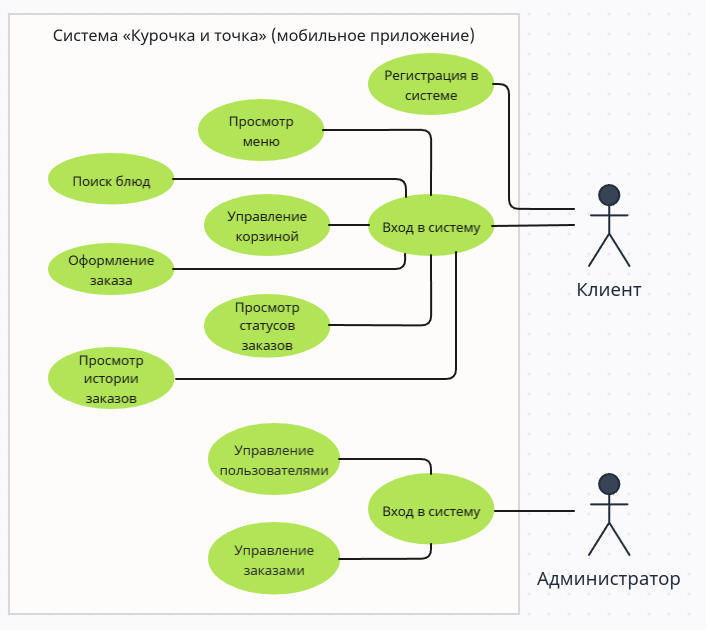 Система «Курочка и точка» (мобильное приложение)
Регистрация в
системе
Просмотр
меню
Поиск блюд
Управление
корзиной
Вход в систему
Оформление
заказа
Клиент
Просмотр
статусов
заказов
Просмотр
истории
заказов
Управление
пользователями
Вход в систему
Управление
заказами
Администратор